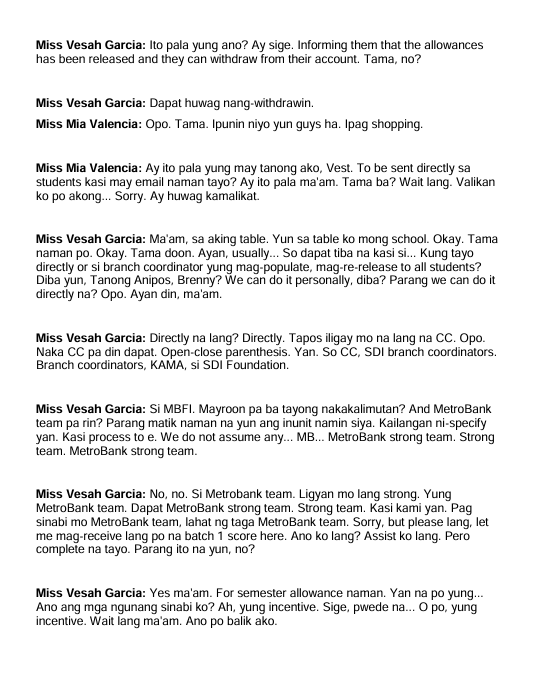 Miss Vesah Garcia: Ito pala yung ano? Ay sige. Informing them that the allowances
has been released and they can withdraw from their account. Tama, no?
Miss Vesah Garcia: Dapat huwag nang-withdrawin.
Miss Mia Valencia: Opo. Tama. Ipunin niyo yun guys ha. Ipag shopping.
Miss Mia Valencia: Ay ito pala yung may tanong ako, Vest. To be sent directly sa
students kasi may email naman tayo? Ay ito pala ma'am. Tama ba? Wait lang. Valikan
ko po akong... Sorry. Ay huwag kamalikat.
Miss Vesah Garcia: Ma'am, sa aking table. Yun sa table ko mong school. Okay. Tama
naman po. Okay. Tama doon. Ayan, usually... So dapat tiba na kasi si... Kung tayo
directly or si branch coordinator yung mag-populate, mag-re-release to all students?
Diba yun, Tanong Anipos, Brenny? We can do it personally, diba? Parang we can do it
directly na? Opo. Ayan din, ma'am.
Miss Vesah Garcia: Directly na lang? Directly. Tapos iligay mo na lang na CC. Opo.
Naka CC pa din dapat. Open-close parenthesis. Yan. So CC, SDI branch coordinators.
Branch coordinators, KAMA, si SDI Foundation.
Miss Vesah Garcia: Si MBFI. Mayroon pa ba tayong nakakalimutan? And MetroBank
team pa rin? Parang matik naman na yun ang inunit namin siya. Kailangan ni-specify
yan. Kasi process to e. We do not assume any... MB... MetroBank strong team. Strong
team. MetroBank strong team.
Miss Vesah Garcia: No, no. Si Metrobank team. Ligyan mo lang strong. Yung
MetroBank team. Dapat MetroBank strong team. Strong team. Kasi kami yan. Pag
sinabi mo MetroBank team, lahat ng taga MetroBank team. Sorry, but please lang, let
me mag-receive lang po na batch 1 score here. Ano ko lang? Assist ko lang. Pero
complete na tayo. Parang ito na yun, no?
Miss Vesah Garcia: Yes ma'am. For semester allowance naman. Yan na po yung...
Ano ang mga ngunang sinabi ko? Ah, yung incentive. Sige, pwede na... O po, yung
incentive. Wait lang ma'am. Ano po balik ako.